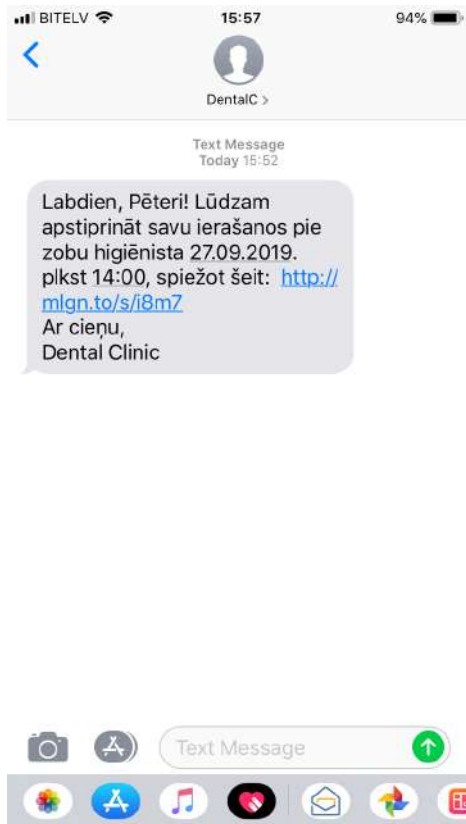 BITELV 15:57 94%
DentalC >
Text Message
Today 15:52
Labdien, Pēteri! Lūdzam
apstiprināt savu ierašanos pie
zobu higiēnista 27.09.2019.
plkst 14:00, spiežot šeit: http://
mlgn.to/s/i8m7
Ar cieņu,
Dental Clinic
Text Message